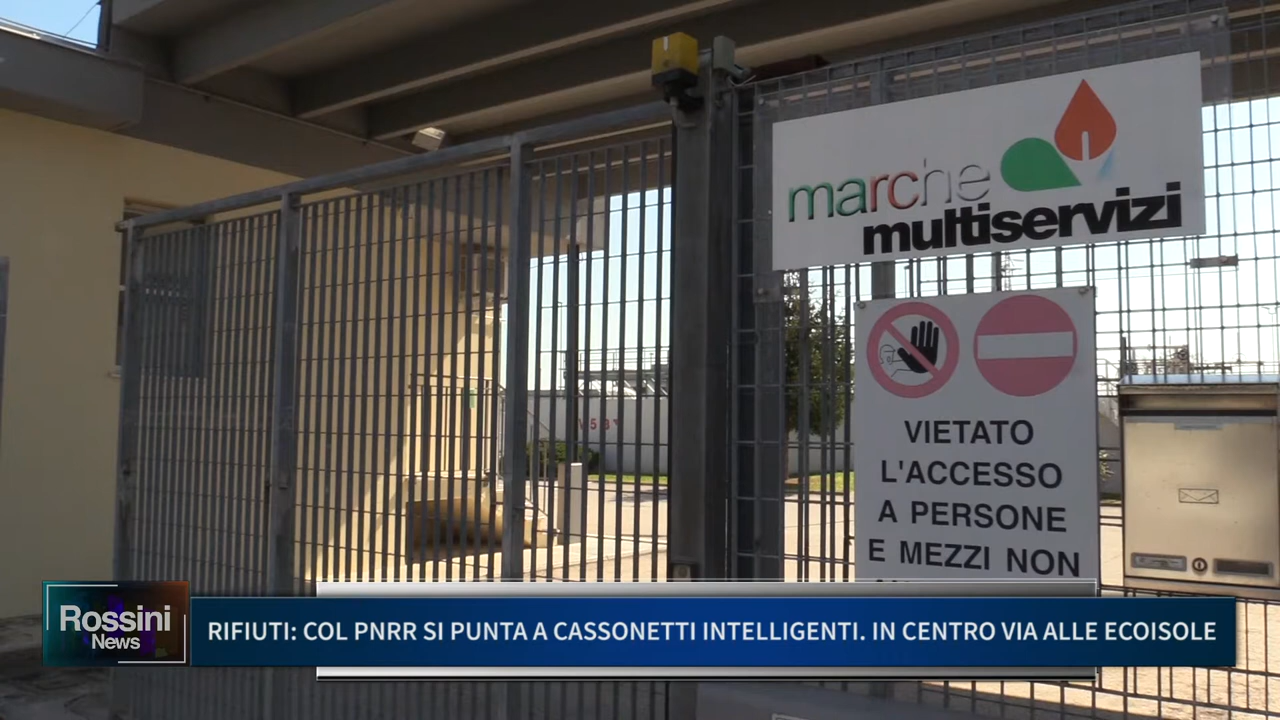 marche
multiservizi
VIETATO
L'ACCESSO
A PERSONE
E MEZZI NON
Rossini
News
RIFIUTI: COL PNRR SI PUNTA A CASSONETTI INTELLIGENTI. IN CENTRO VIA ALLE ECOISOLE